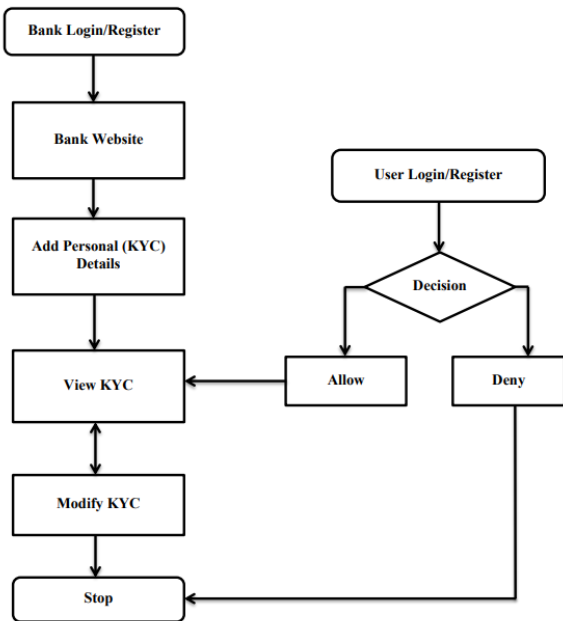 Bank Login/Register
Bank Website
User Login/Register
Add Personal (KYC)
Details
Decision
View KYC
Allow
Deny
Modify KYC
Stop